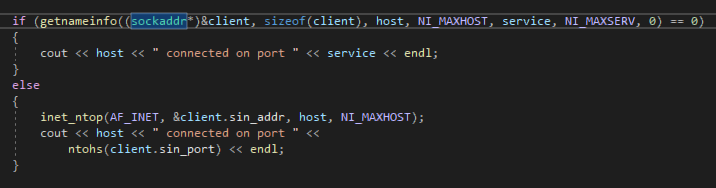 if (getnameinfo((sockaddr*)&client, sizeof(client), host, NI_MAXHOST, service, NI_MAXSERV, 0) == 0)
{
    cout << host << " connected on port " << service << endl;
}
else
{
    inet_ntop(AF_INET, &client.sin_addr, host, NI_MAXHOST);
    cout << host << " connected on port " <<
        ntohs(client.sin_port) << endl;
}